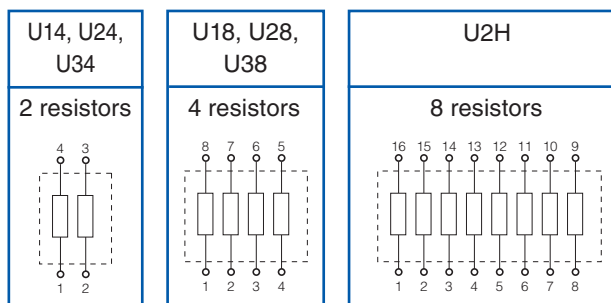 U14, U24,
U34
2 resistors
4 3
1 2
U18, U28,
U38
4 resistors
8 7 6 5
1 2 3 4
U2H
8 resistors
16 15 14 13 12 11 10 9
1 2 3 4 5 6 7 8